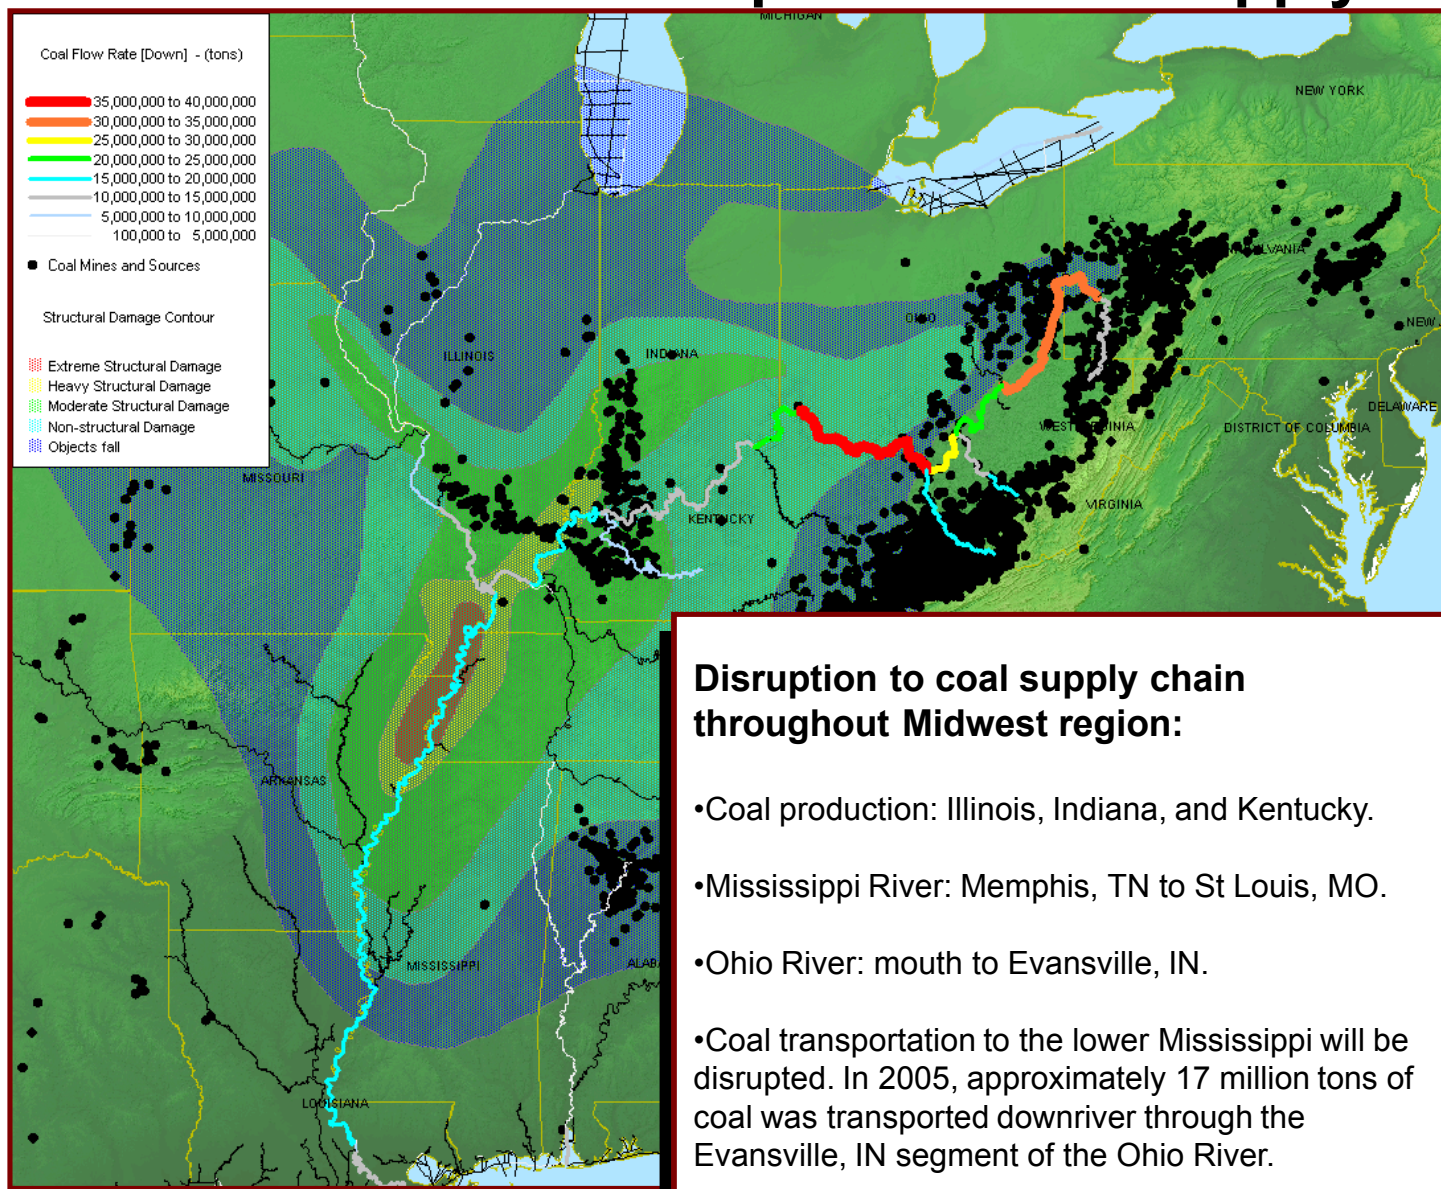 Coal Flow Rate [Down] - (tons)
35,000,000 to 40,000,000
30,000,000 to 35,000,000
25,000,000 to 30,000,000
20,000,000 to 25,000,000
15,000,000 to 20,000,000
10,000,000 to 15,000,000
5,000,000 to 10,000,000
100,000 to 5,000,000
Coal Mines and Sources
Structural Damage Contour
Extreme Structural Damage
Heavy Structural Damage
Moderate Structural Damage
Non-structural Damage
Objects fall
MICHIGAN
NEW YORK
OHIO
NEW
ILLINOIS
INDIANA
DELAWARE
DISTRICT OF COLUMBIA
MISSOURI
VIRGINIA
KENTUCKY
ARKANSAS
MISSISSIPPI
LOUISIANA
Disruption to coal supply chain
throughout Midwest region:
•Coal production: Illinois, Indiana, and Kentucky.
•Mississippi River: Memphis, TN to St Louis, MO.
•Ohio River: mouth to Evansville, IN.
•Coal transportation to the lower Mississippi will be
disrupted. In 2005, approximately 17 million tons of
coal was transported downriver through the
Evansville, IN segment of the Ohio River.